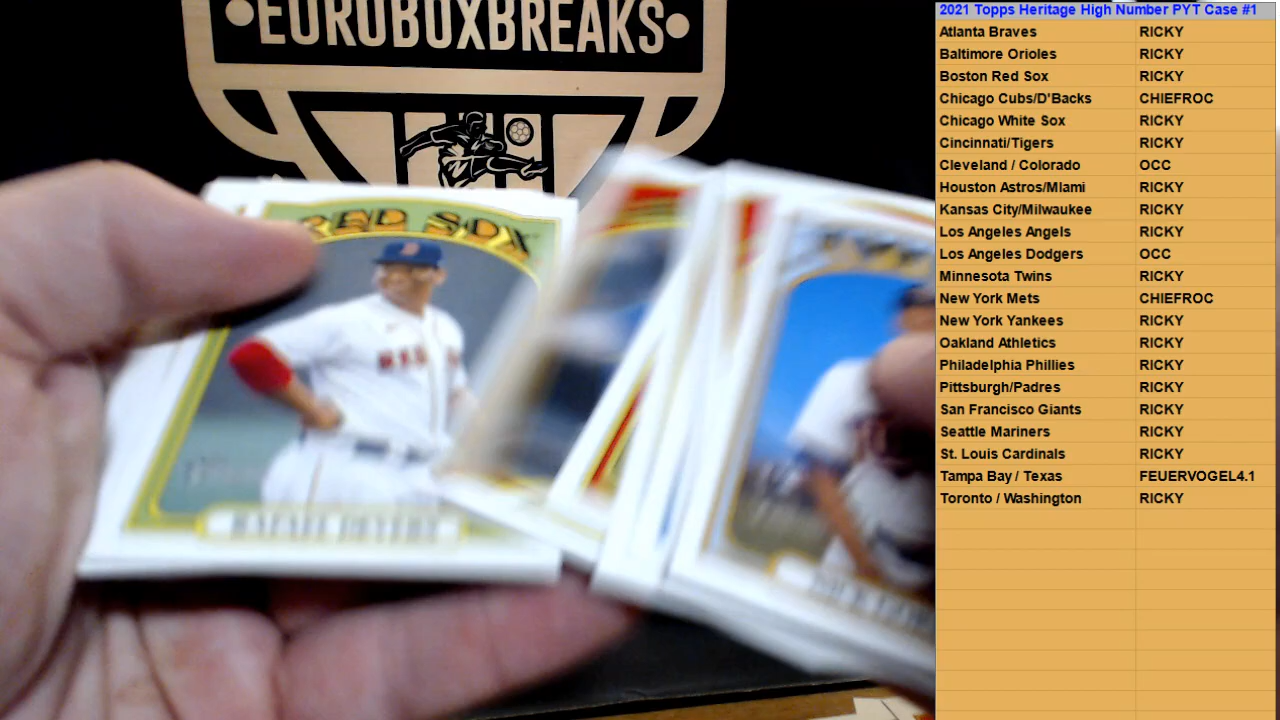 •EUROBOXBREAKS•
RED SOX
RAFAEL DEVERS
2021 Topps Heritage High Number PYT Case #1
Atlanta Braves RICKY
Baltimore Orioles RICKY
Boston Red Sox RICKY
Chicago Cubs/D'Backs CHIEFROC
Chicago White Sox RICKY
Cincinnati/Tigers RICKY
Cleveland / Colorado OCC
Houston Astros/Miami RICKY
Kansas City/Milwaukee RICKY
Los Angeles Angels RICKY
Los Angeles Dodgers OCC
Minnesota Twins RICKY
New York Mets CHIEFROC
New York Yankees RICKY
Oakland Athletics RICKY
Philadelphia Phillies RICKY
Pittsburgh/Padres RICKY
San Francisco Giants RICKY
Seattle Mariners RICKY
St. Louis Cardinals RICKY
Tampa Bay / Texas FEUERVOGEL4.1
Toronto / Washington RICKY